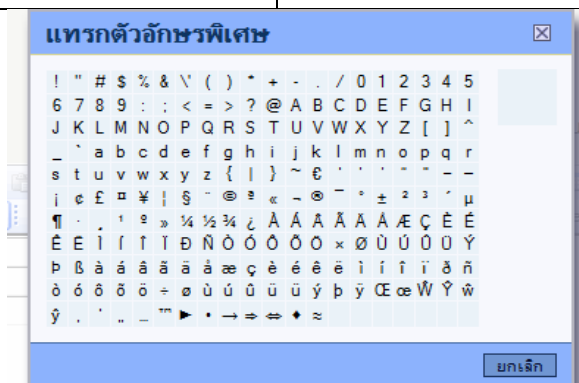 แทรกตัวอักษรพิเศษ
! " # $ % & \' ( ) * + - . / 0 1 2 3 4 5
6 7 8 9 : ; < = > ? @ A B C D E F G H I
J K L M N O P Q R S T U V W X Y Z [ ] ^
_ ` a b c d e f g h i j k l m n o p q r
s t u v w x y z { | } ~ € ‘ ’ ‘ “ ” – —
¡ ¢ £ ¤ ¥ ¦ § ¨ © ª « ¬ ® ¯ ° ± ² ³ ´ µ
¶ · ¸ ¹ º » ¼ ½ ¾ ¿ À Á Â Ã Ä Å Æ Ç È É
Ê Ë Ì Í Î Ï Ð Ñ Ò Ó Ô Õ Ö × Ø Ù Ú Û Ü Ý
Þ ß à á â ã ä å æ ç è é ê ë ì í î ï ð ñ
ò ó ô õ ö ÷ ø ù ú û ü ü ý þ ÿ Œ œ Ŵ Ŷ ŵ
ŷ ‚ ‛ „ … ™ ► • → ⇒ ⇔ ♦ ≈
ยกเลิก